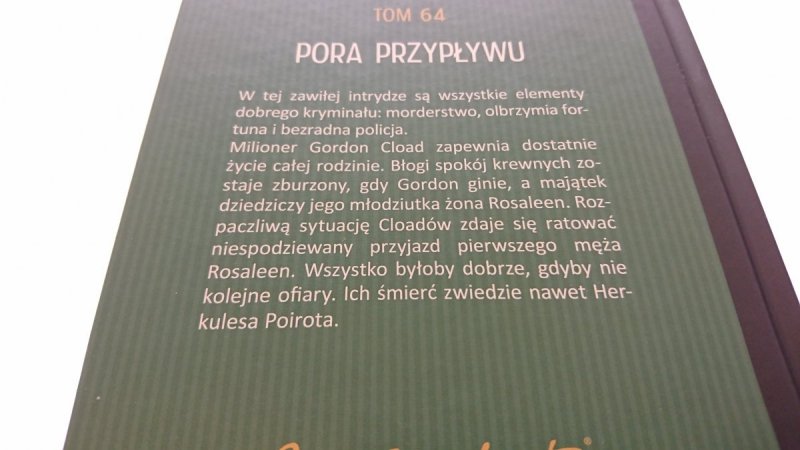 TOM 64
PORA PRZYPŁYWU
W tej zawiłej intrydze są wszystkie elementy
dobrego kryminału: morderstwo, olbrzymia for-
tuna i bezradna policja.
Milioner Gordon Cload zapewnia dostatnie
życie całej rodzinie. Błogi spokój krewnych zo-
staje zburzony, gdy Gordon ginie, a majątek
dziedziczy jego młodziutka żona Rosaleen. Roz-
paczliwą sytuację Cloadów zdaje się ratować
niespodziewany przyjazd pierwszego męża
Rosaleen. Wszystko byłoby dobrze, gdyby nie
kolejne ofiary. Ich śmierć zwiedzie nawet Her-
kulesa Poirota.